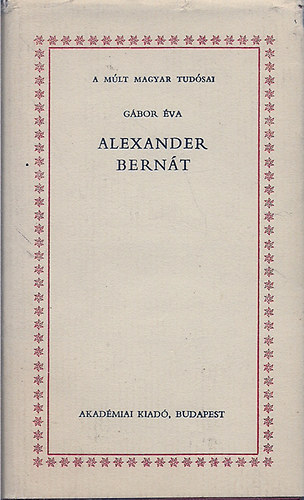 A MÚLT MAGYAR TUDÓSAI
GÁBOR ÉVA
ALEXANDER
BERNÁT
AKADÉMIAI KIADÓ, BUDAPEST